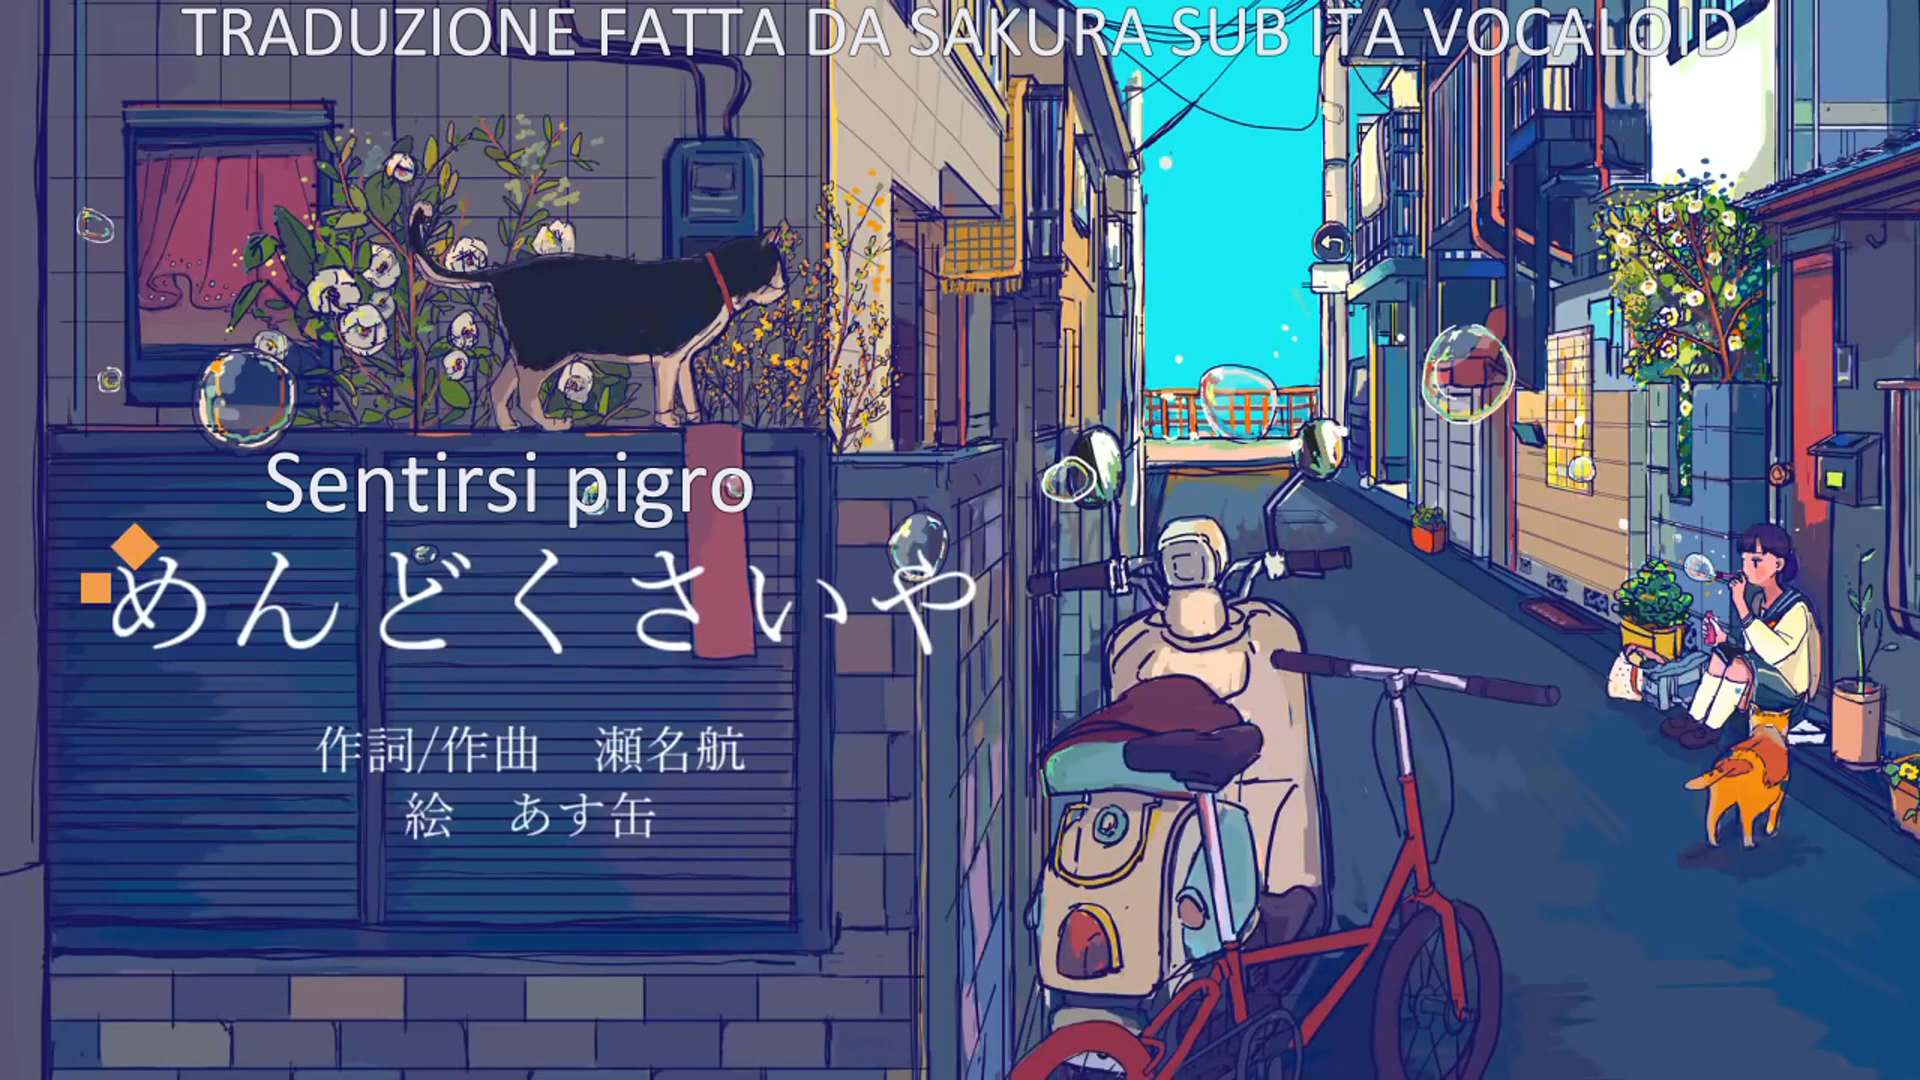 TRADUZIONE FATTA DA SAKURA SUB ITA VOCALOID
Sentirsi pigro
めんどくさいや
作詞/作曲　瀬名航
絵　あす缶